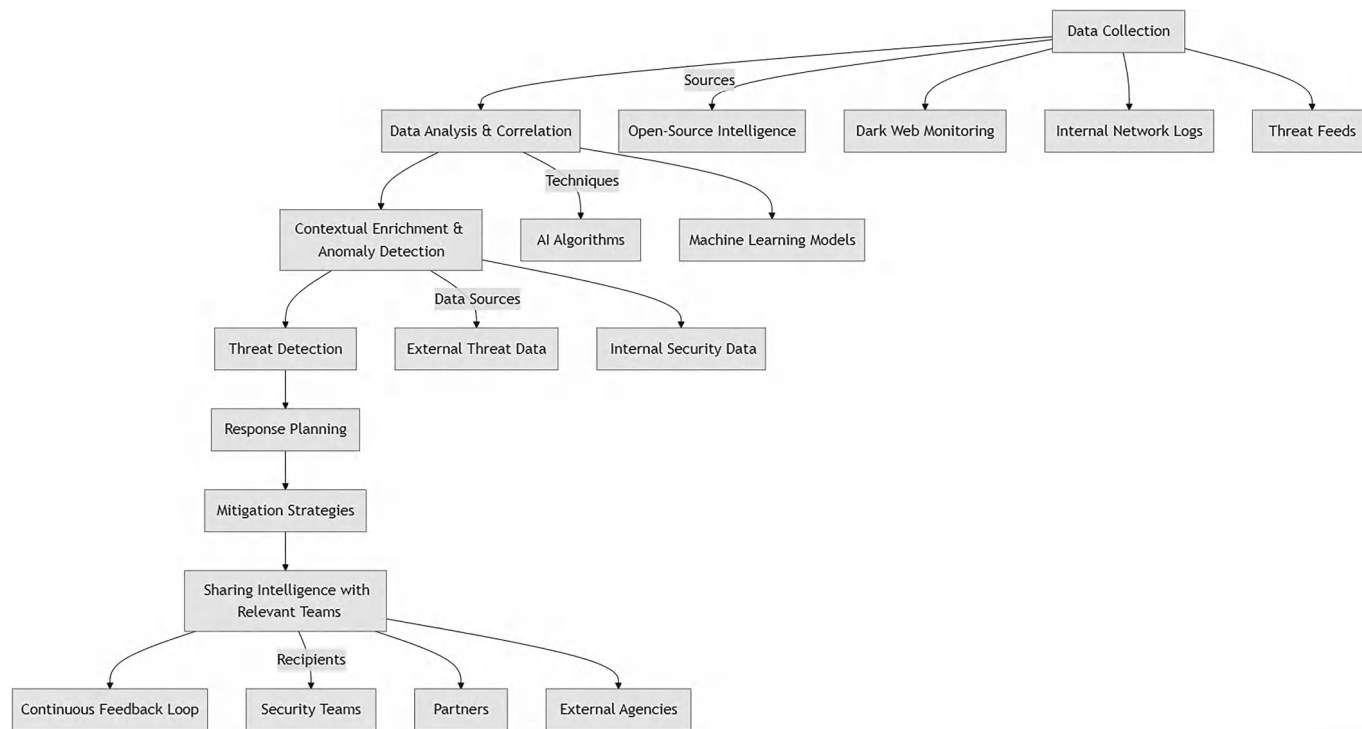 Data Collection
Sources
Data Analysis & Correlation
Open-Source Intelligence
Dark Web Monitoring
Internal Network Logs
Threat Feeds
Techniques
Contextual Enrichment &
Anomaly Detection
AI Algorithms
Machine Learning Models
Data Sources
Threat Detection
External Threat Data
Internal Security Data
Response Planning
Mitigation Strategies
Sharing Intelligence with
Relevant Teams
Recipients
Continuous Feedback Loop
Security Teams
Partners
External Agencies